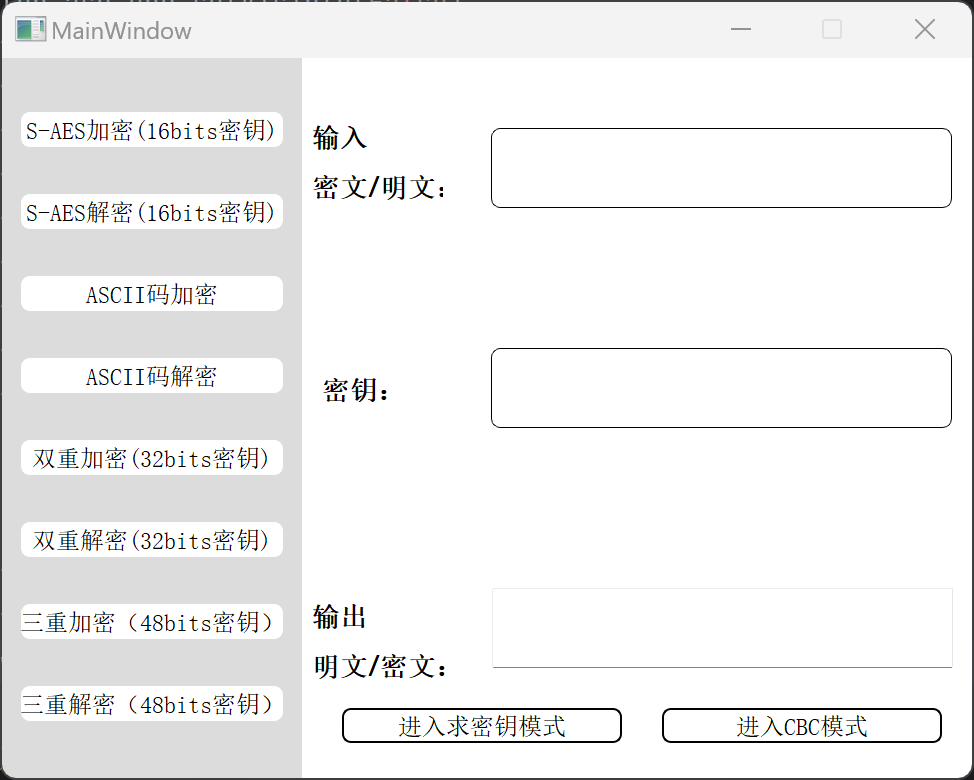 MainWindow
S-AES加密(16bits密钥)
S-AES解密(16bits密钥)
ASCII码加密
ASCII码解密
双重加密(32bits密钥)
双重解密(32bits密钥)
三重加密（48bits密钥）
三重解密（48bits密钥）
输入
密文/明文：
密钥：
输出
明文/密文：
进入求密钥模式
进入CBC模式